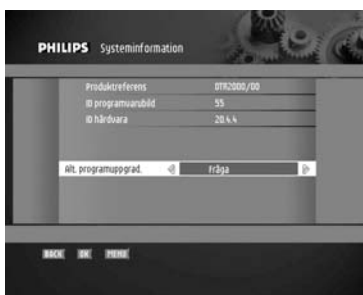 PHILIPS Systeminformation
Produktreferens DTR2000/00
ID programvarubild 55
ID hårdvara 20.4.4
Alt. programuppgrad. Fråga
BACK OK MENU